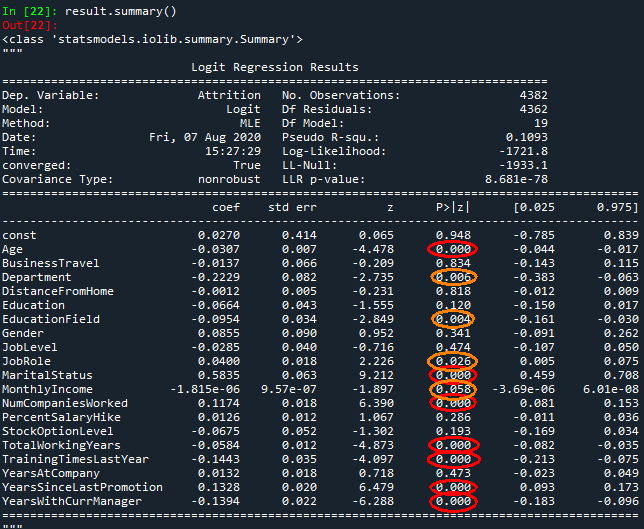 In [22]: result.summary()
Out[22]:
<class 'statsmodels.iolib.summary.Summary'>
"""
Logit Regression Results
==============================================================================
Dep. Variable: Attrition No. Observations: 4382
Model: Logit Df Residuals: 4362
Method: MLE Df Model: 19
Date: Fri, 07 Aug 2020 Pseudo R-squ.: 0.1093
Time: 15:27:29 Log-Likelihood: -1721.8
converged: True LL-Null: -1933.1
Covariance Type: nonrobust LLR p-value: 8.681e-78
===========================================================================================
coef std err z P>|z| [0.025 0.975]
-------------------------------------------------------------------------------------------
const 0.0270 0.414 0.065 0.948 -0.785 0.839
Age -0.0307 0.007 -4.478 0.000 -0.044 -0.017
BusinessTravel -0.0137 0.066 -0.209 0.834 -0.143 0.115
Department -0.2229 0.082 -2.735 0.006 -0.383 -0.063
DistanceFromHome -0.0012 0.005 -0.231 0.818 -0.012 0.009
Education -0.0664 0.043 -1.555 0.120 -0.150 0.017
EducationField -0.0954 0.034 -2.849 0.004 -0.161 -0.030
Gender 0.0855 0.090 0.952 0.341 -0.091 0.262
JobLevel -0.0285 0.040 -0.716 0.474 -0.107 0.050
JobRole 0.0400 0.018 2.226 0.026 0.005 0.075
MaritalStatus 0.5835 0.063 9.212 0.000 0.459 0.708
MonthlyIncome -1.815e-06 9.57e-07 -1.897 0.058 -3.69e-06 6.01e-08
NumCompaniesWorked 0.1174 0.018 6.390 0.000 0.081 0.153
PercentSalaryHike 0.0126 0.012 1.067 0.286 -0.011 0.036
StockOptionLevel -0.0675 0.052 -1.302 0.193 -0.169 0.034
TotalWorkingYears -0.0584 0.012 -4.873 0.000 -0.082 -0.035
TrainingTimesLastYear -0.1443 0.035 -4.097 0.000 -0.213 -0.075
YearsAtCompany 0.0132 0.018 0.718 0.473 -0.023 0.049
YearsSinceLastPromotion 0.1328 0.020 6.479 0.000 0.093 0.173
YearsWithCurrManager -0.1394 0.022 -6.288 0.000 -0.183 -0.096
===========================================================================================
"""